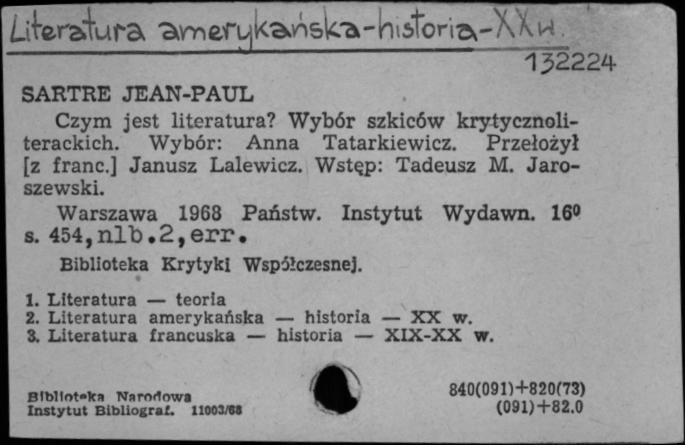 Literatura amerykańska-historia-XX w.
132224
SARTRE JEAN-PAUL
Czym jest literatura? Wybór szkiców krytycznoli-
terackich. Wybór: Anna Tatarkiewicz. Przełożył
[z franc.] Janusz Lalewicz. Wstęp: Tadeusz M. Jaro-
szewski.
Warszawa 1968 Państw. Instytut Wydawn. 16º
s. 454, nlb.2, err.
Biblioteka Krytyki Współczesnej.
1. Literatura — teoria
2. Literatura amerykańska — historia — XX w.
3. Literatura francuska — historia — XIX-XX w.
Biblioteka Narodowa
Instytut Bibliograf. 11003/68
840(091)+820(73)
(091)+82.0